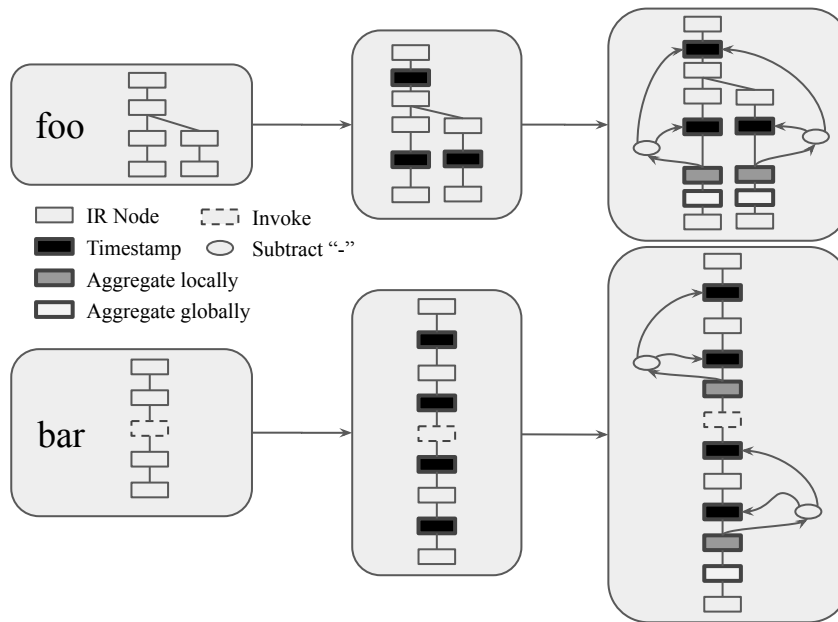 foo
IR Node
Invoke
Timestamp
Subtract “-”
Aggregate locally
Aggregate globally
bar